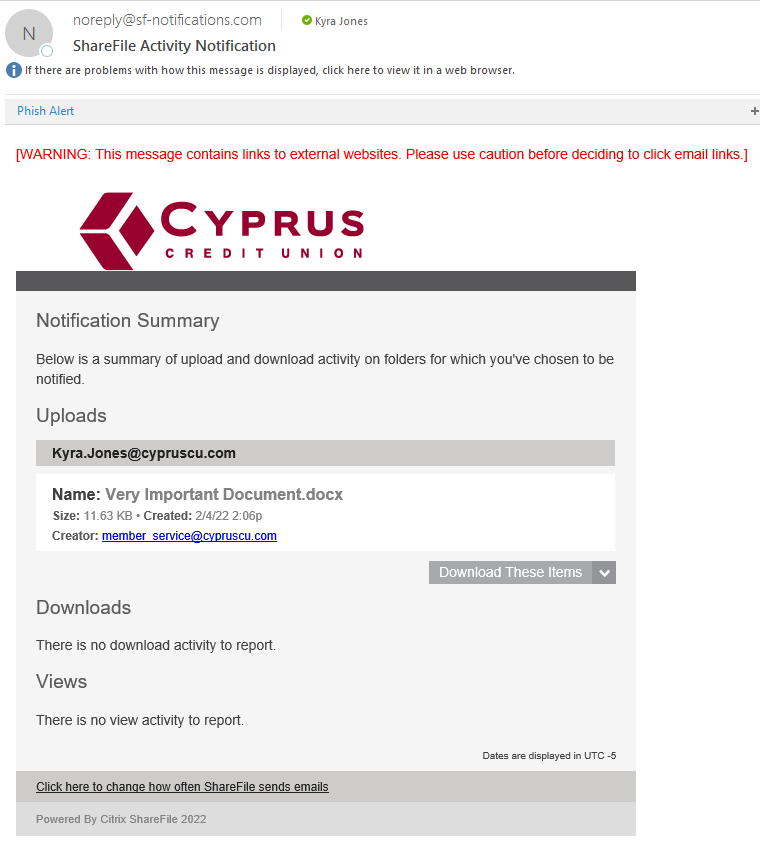 N
noreply@sf-notifications.com
Kyra Jones
ShareFile Activity Notification
If there are problems with how this message is displayed, click here to view it in a web browser.
Phish Alert
+
[WARNING: This message contains links to external websites. Please use caution before deciding to click email links.]
CYPRUS
CREDIT UNION
Notification Summary
Below is a summary of upload and download activity on folders for which you've chosen to be
notified.
Uploads
Kyra.Jones@cypruscu.com
Name: Very Important Document.docx
Size: 11.63 KB • Created: 2/4/22 2:06p
Creator: member_service@cypruscu.com
Download These Items
Downloads
There is no download activity to report.
Views
There is no view activity to report.
Dates are displayed in UTC -5
Click here to change how often ShareFile sends emails
Powered By Citrix ShareFile 2022